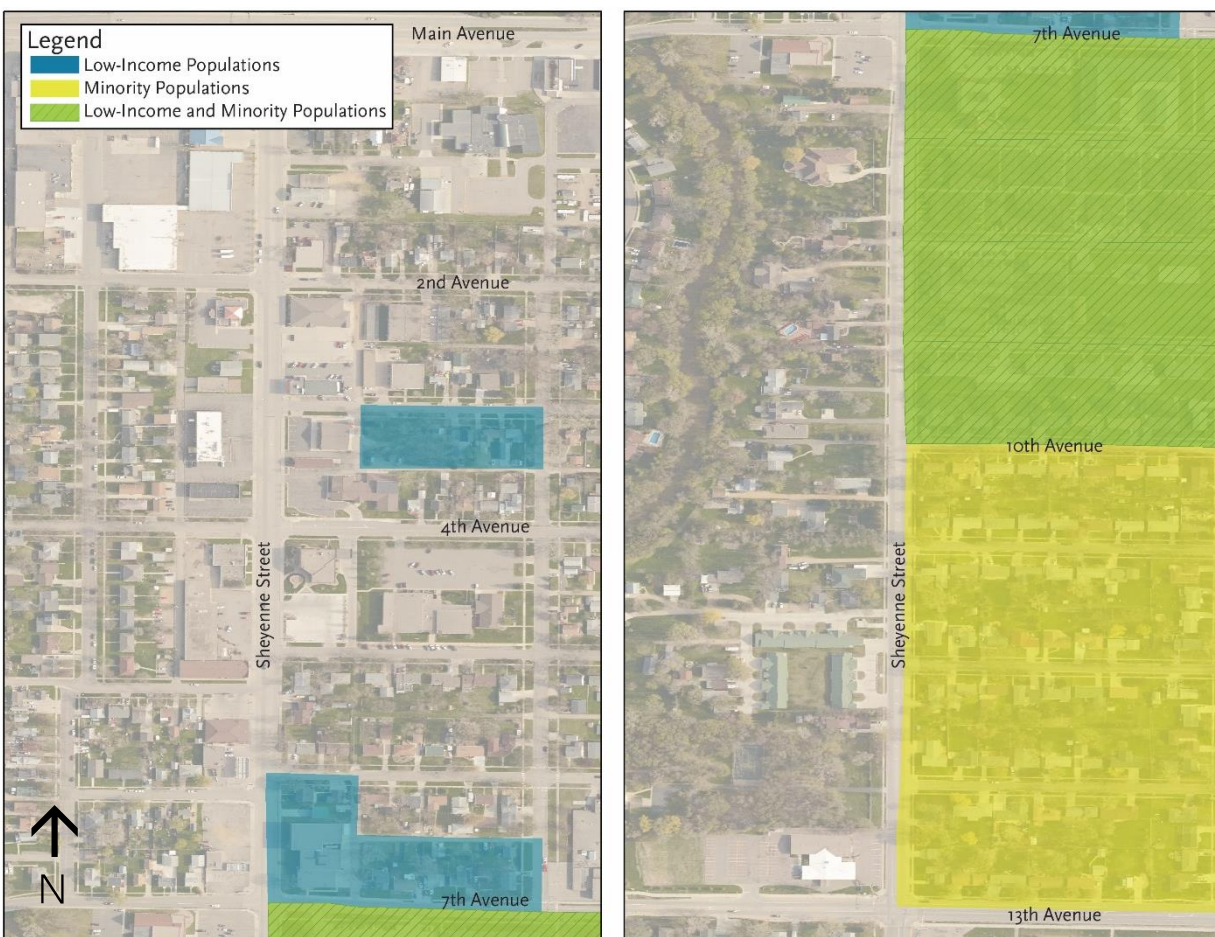 Legend
Low-Income Populations
Minority Populations
Low-Income and Minority Populations
Main Avenue
2nd Avenue
4th Avenue
Sheyenne Street
7th Avenue
N
7th Avenue
10th Avenue
Sheyenne Street
13th Avenue